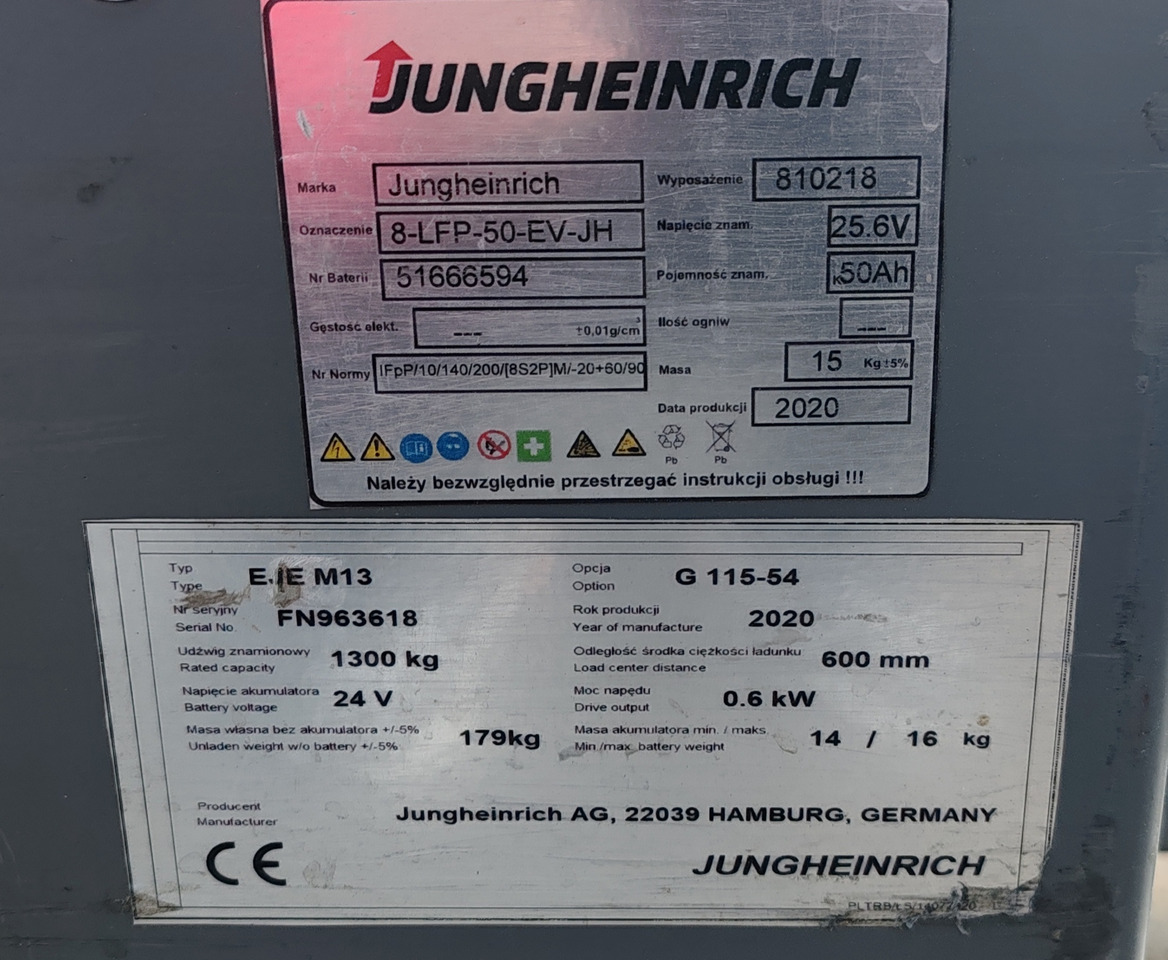 JUNGHEINRICH
Marka Jungheinrich Wyposażenie 810218
Oznaczenie 8-LFP-50-EV-JH Napięcie znam. 25.6V
Nr Baterii 51666594 Pojemność znam. K5 50Ah
Gęstość elekt. --- ±0,01g/cm³ Ilość ogniw ---
Nr Normy IFpP/10/140/200/[8S2P]M/-20+60/90 Masa 15 Kg ±5%
Data produkcji 2020
Pb Pb
Należy bezwzględnie przestrzegać instrukcji obsługi !!!
Typ
Type EJE M13
Opcja
Option G 115-54
Nr seryjny
Serial No. FN963618
Rok produkcji
Year of manufacture 2020
Udźwig znamionowy
Rated capacity 1300 kg
Odległość środka ciężkości ładunku
Load center distance 600 mm
Napięcie akumulatora
Battery voltage 24 V
Moc napędu
Drive output 0.6 kW
Masa własna bez akumulatora +/-5%
Unladen weight w/o battery +/-5% 179kg
Masa akumulatora min. / maks.
Min./max. battery weight 14 / 16 kg
Producent
Manufacturer Jungheinrich AG, 22039 HAMBURG, GERMANY
CE JUNGHEINRICH